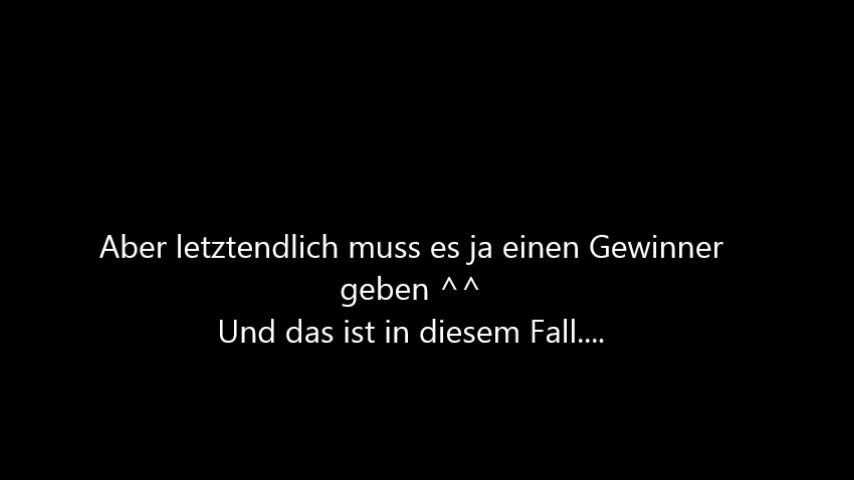 Aber letztendlich muss es ja einen Gewinner
geben ^^
Und das ist in diesem Fall....